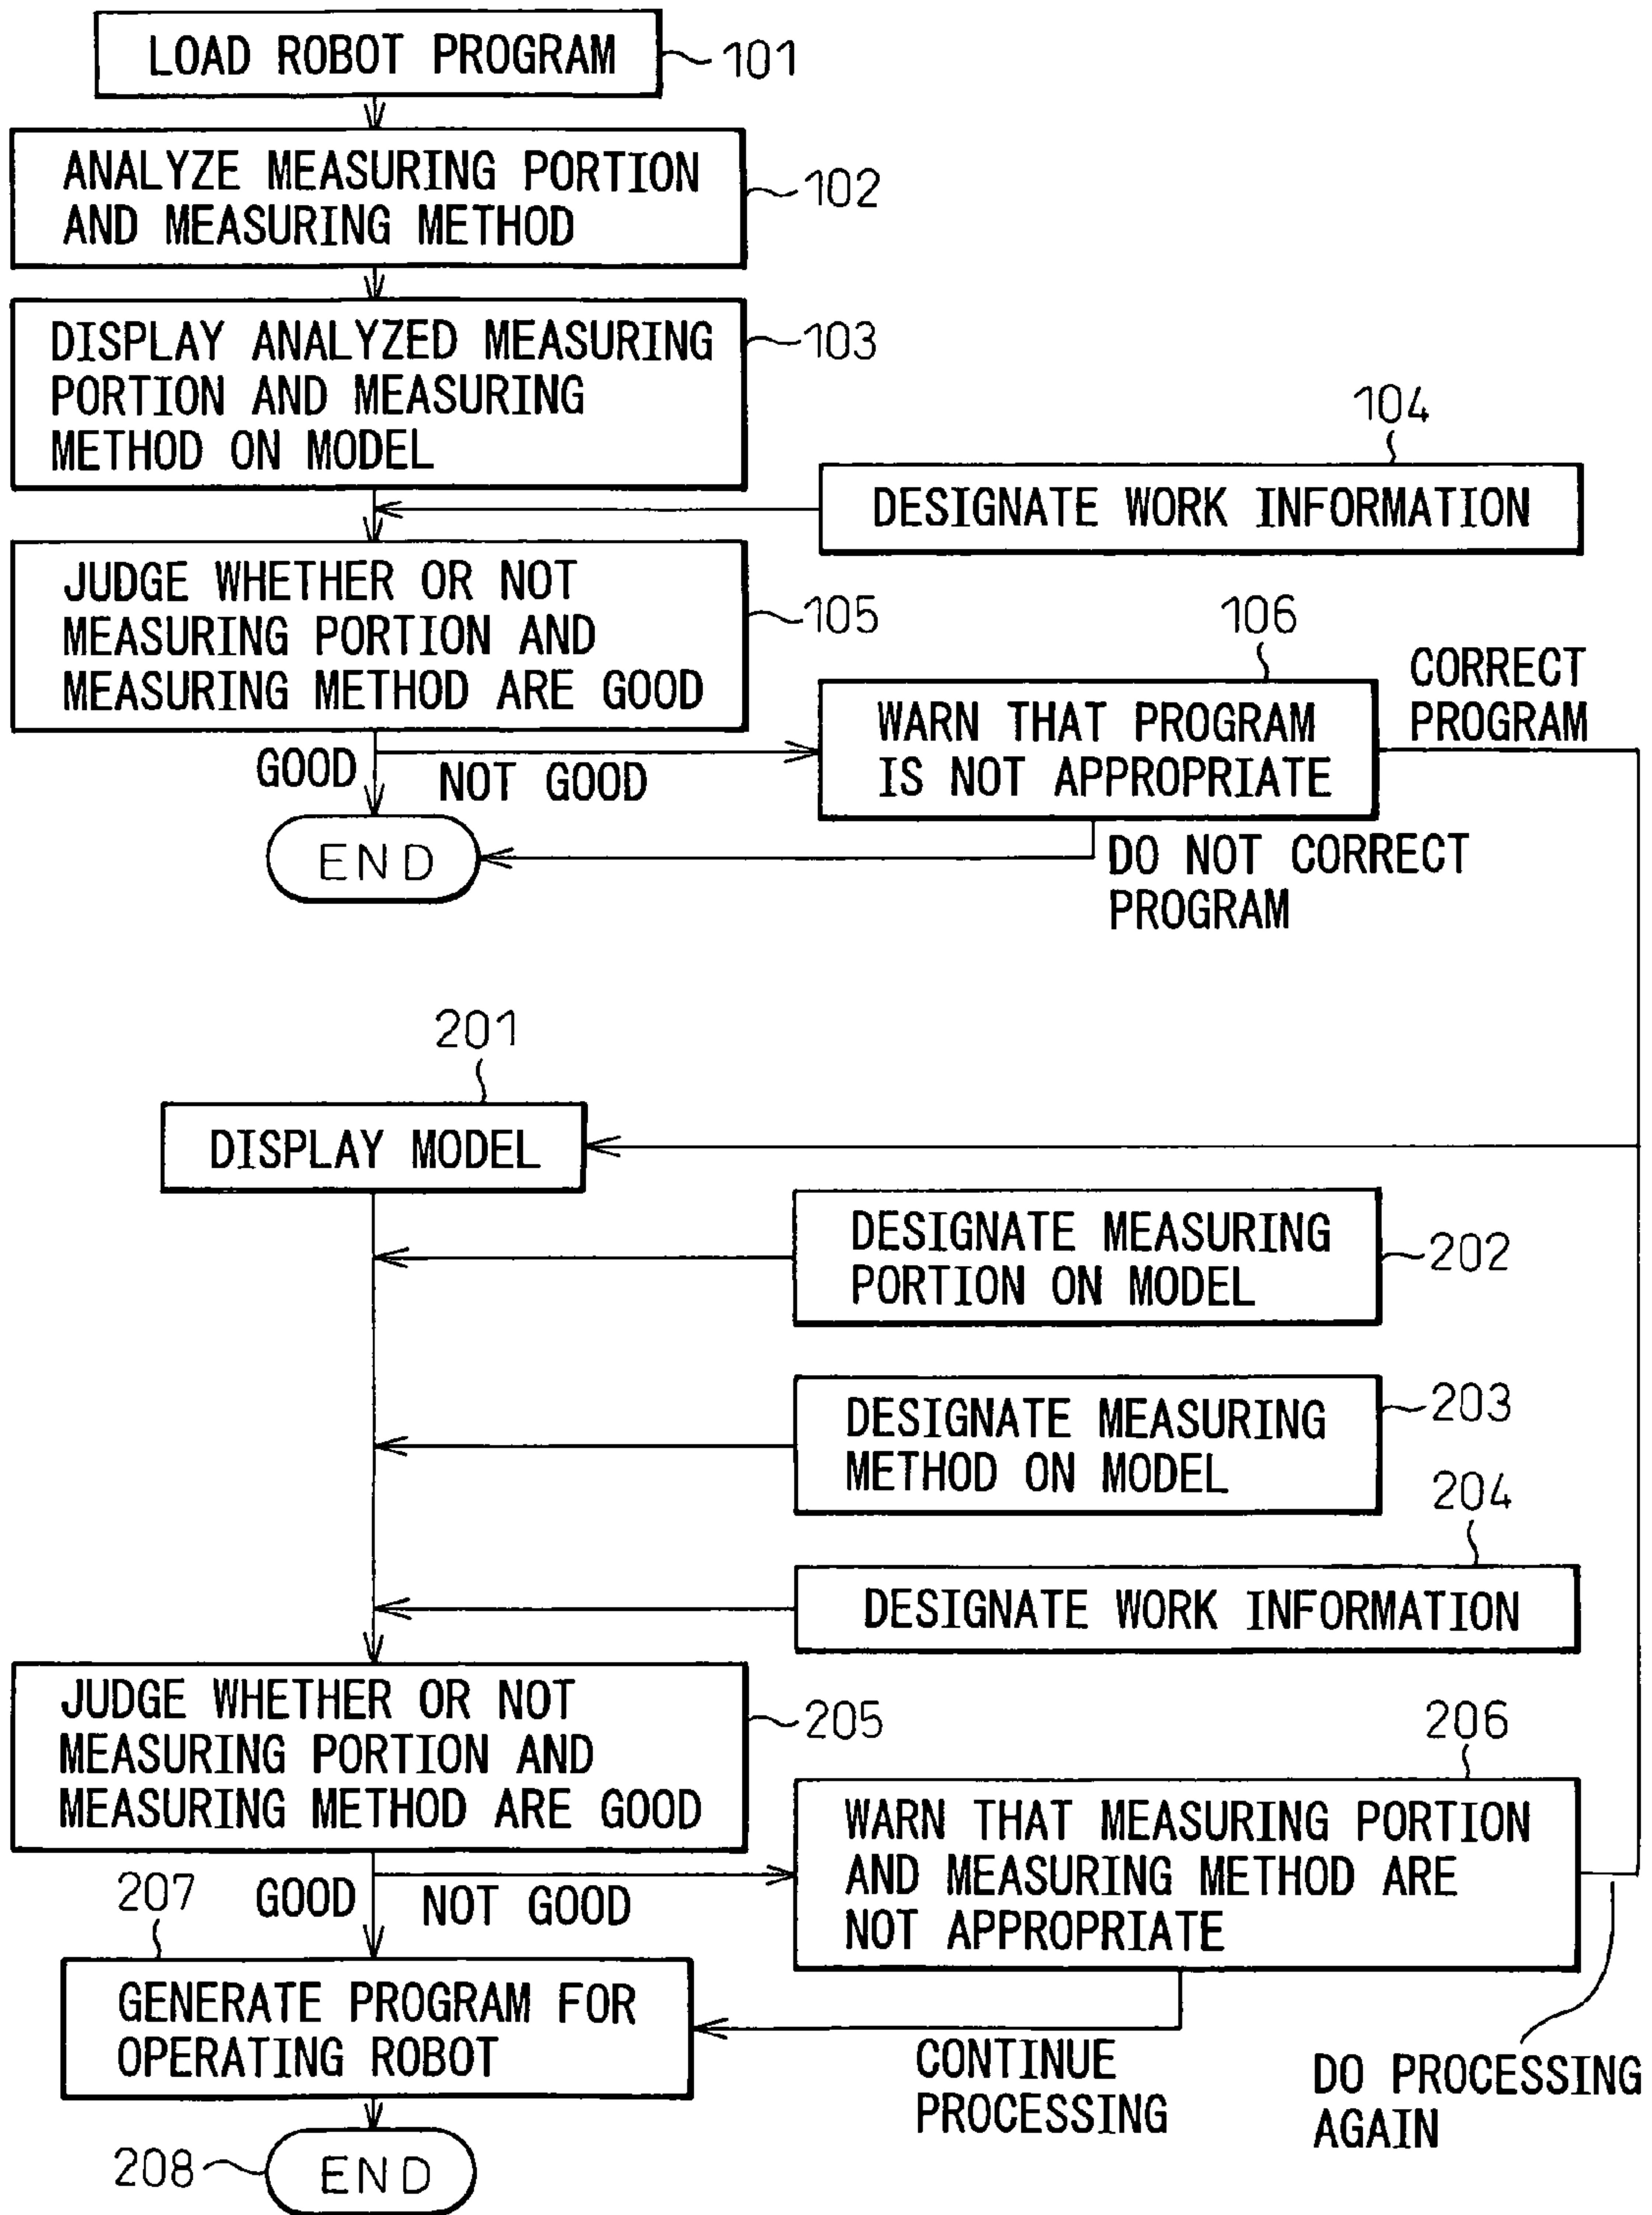 LOAD ROBOT PROGRAM
101
ANALYZE MEASURING PORTION
AND MEASURING METHOD
102
DISPLAY ANALYZED MEASURING
PORTION AND MEASURING
METHOD ON MODEL
103
104
DESIGNATE WORK INFORMATION
JUDGE WHETHER OR NOT
MEASURING PORTION AND
MEASURING METHOD ARE GOOD
105
106
WARN THAT PROGRAM
IS NOT APPROPRIATE
CORRECT
PROGRAM
GOOD
NOT GOOD
END
DO NOT CORRECT
PROGRAM
201
DISPLAY MODEL
DESIGNATE MEASURING
PORTION ON MODEL
202
DESIGNATE MEASURING
METHOD ON MODEL
203
204
DESIGNATE WORK INFORMATION
JUDGE WHETHER OR NOT
MEASURING PORTION AND
MEASURING METHOD ARE GOOD
205
206
WARN THAT MEASURING PORTION
AND MEASURING METHOD ARE
NOT APPROPRIATE
207
GOOD
NOT GOOD
GENERATE PROGRAM FOR
OPERATING ROBOT
CONTINUE
PROCESSING
DO PROCESSING
AGAIN
208
END